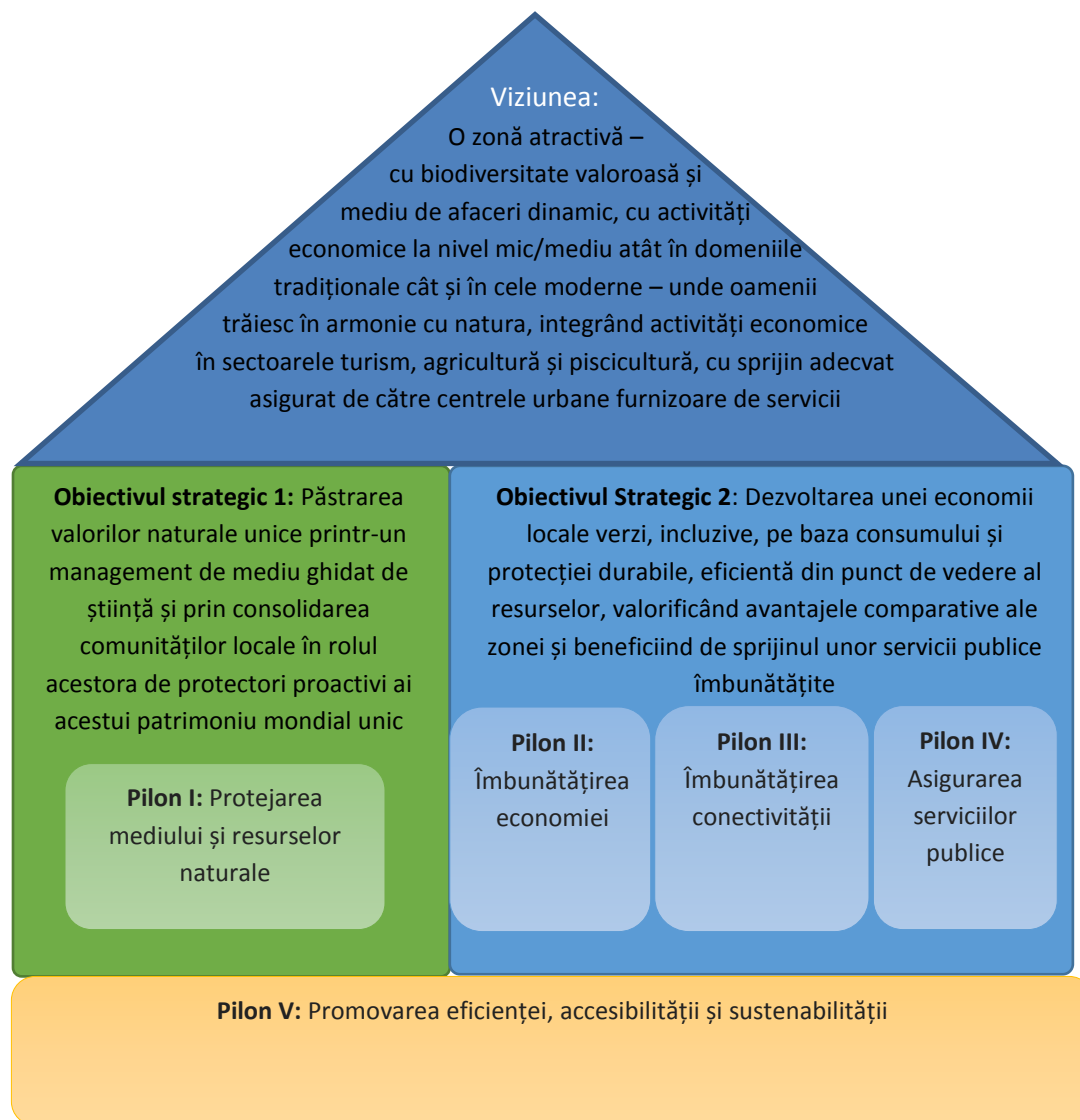 Viziunea:
O zonă atractivă –
cu biodiversitate valoroasă și
mediu de afaceri dinamic, cu activități
economice la nivel mic/mediu atât în domeniile
tradiționale cât și în cele moderne – unde oamenii
trăiesc în armonie cu natura, integrând activități economice
în sectoarele turism, agricultură și piscicultură, cu sprijin adecvat
asigurat de către centrele urbane furnizoare de servicii
Obiectivul strategic 1: Păstrarea
valorilor naturale unice printr-un
management de mediu ghidat de
știință și prin consolidarea
comunităților locale în rolul
acestora de protectori proactivi ai
acestui patrimoniu mondial unic
Pilon I: Protejarea
mediului și resurselor
naturale
Obiectivul Strategic 2: Dezvoltarea unei economii
locale verzi, incluzive, pe baza consumului și
protecției durabile, eficientă din punct de vedere al
resurselor, valorificând avantajele comparative ale
zonei și beneficiind de sprijinul unor servicii publice
îmbunătățite
Pilon II:
Îmbunătățirea
economiei
Pilon III:
Îmbunătățirea
conectivității
Pilon IV:
Asigurarea
serviciilor
publice
Pilon V: Promovarea eficienței, accesibilității și sustenabilității